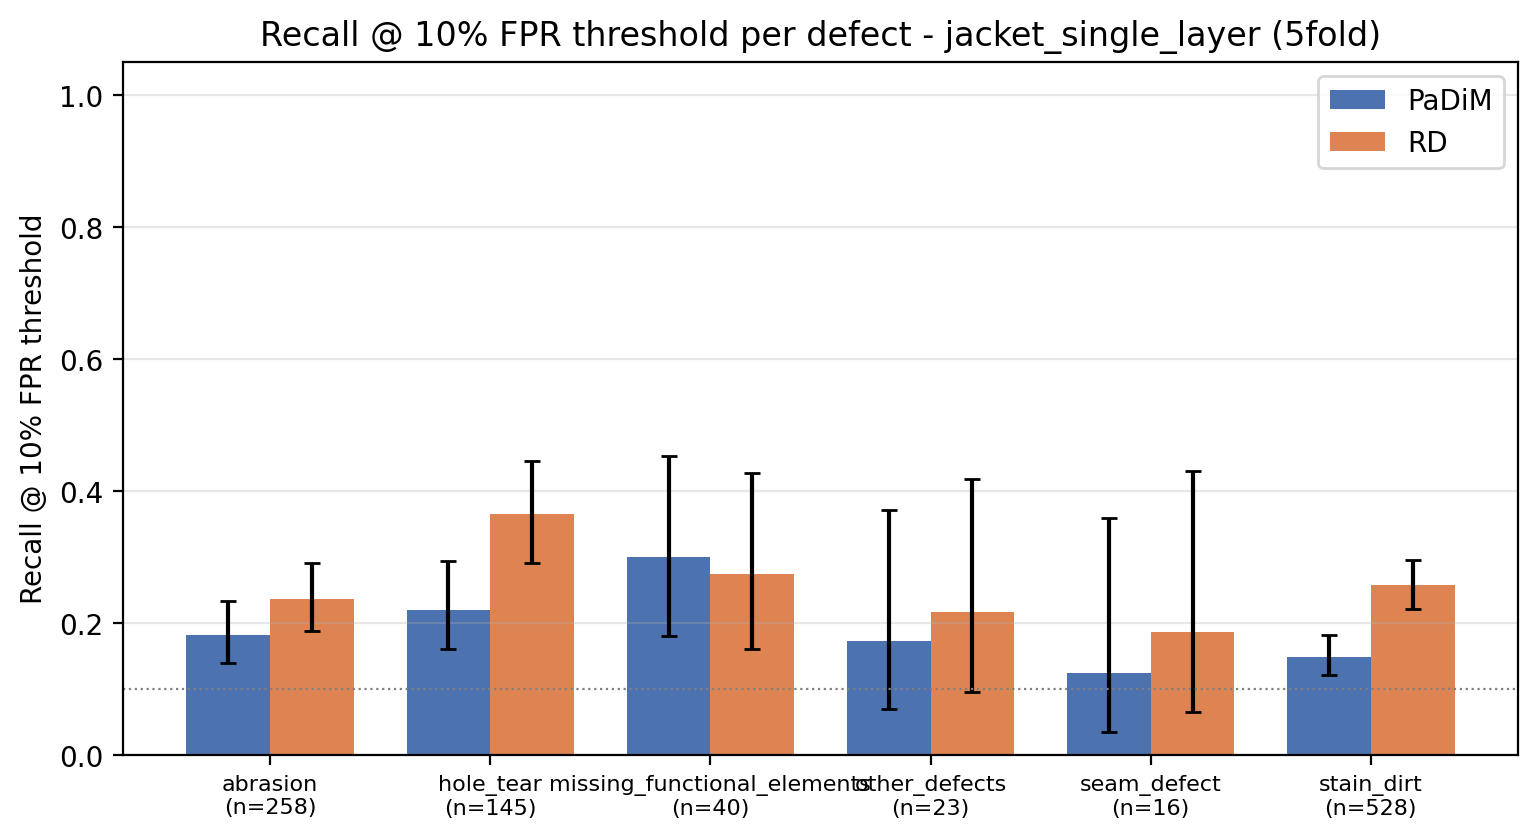 Recall @ 10% FPR threshold per defect - jacket_single_layer (5fold)
PaDiM
RD
Recall @ 10% FPR threshold
1.0
0.8
0.6
0.4
0.2
0.0
abrasion
(n=258)
hole_tear
(n=145)
missing_functional_elements
(n=40)
other_defects
(n=23)
seam_defect
(n=16)
stain_dirt
(n=528)